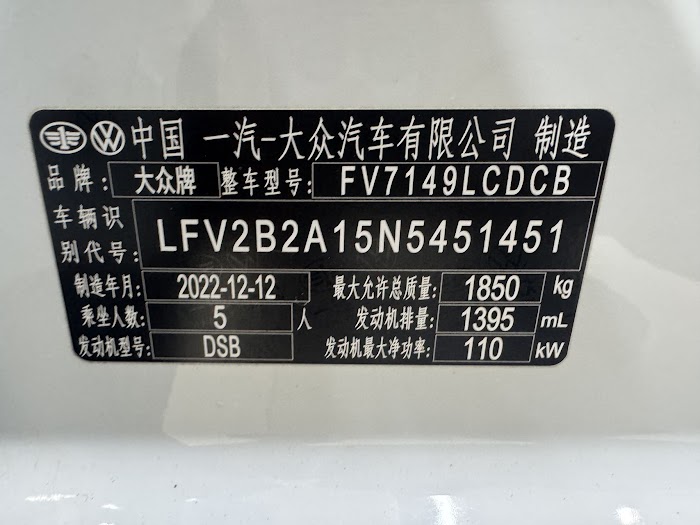 中国 一汽-大众汽车有限公司 制造
品牌: 大众牌 整车型号: FV7149LCDCB
车辆识别代号: LFV2B2A15N5451451
制造年月: 2022-12-12 最大允许总质量: 1850 kg
乘坐人数: 5 人 发动机排量: 1395 mL
发动机型号: DSB 发动机最大净功率: 110 kW